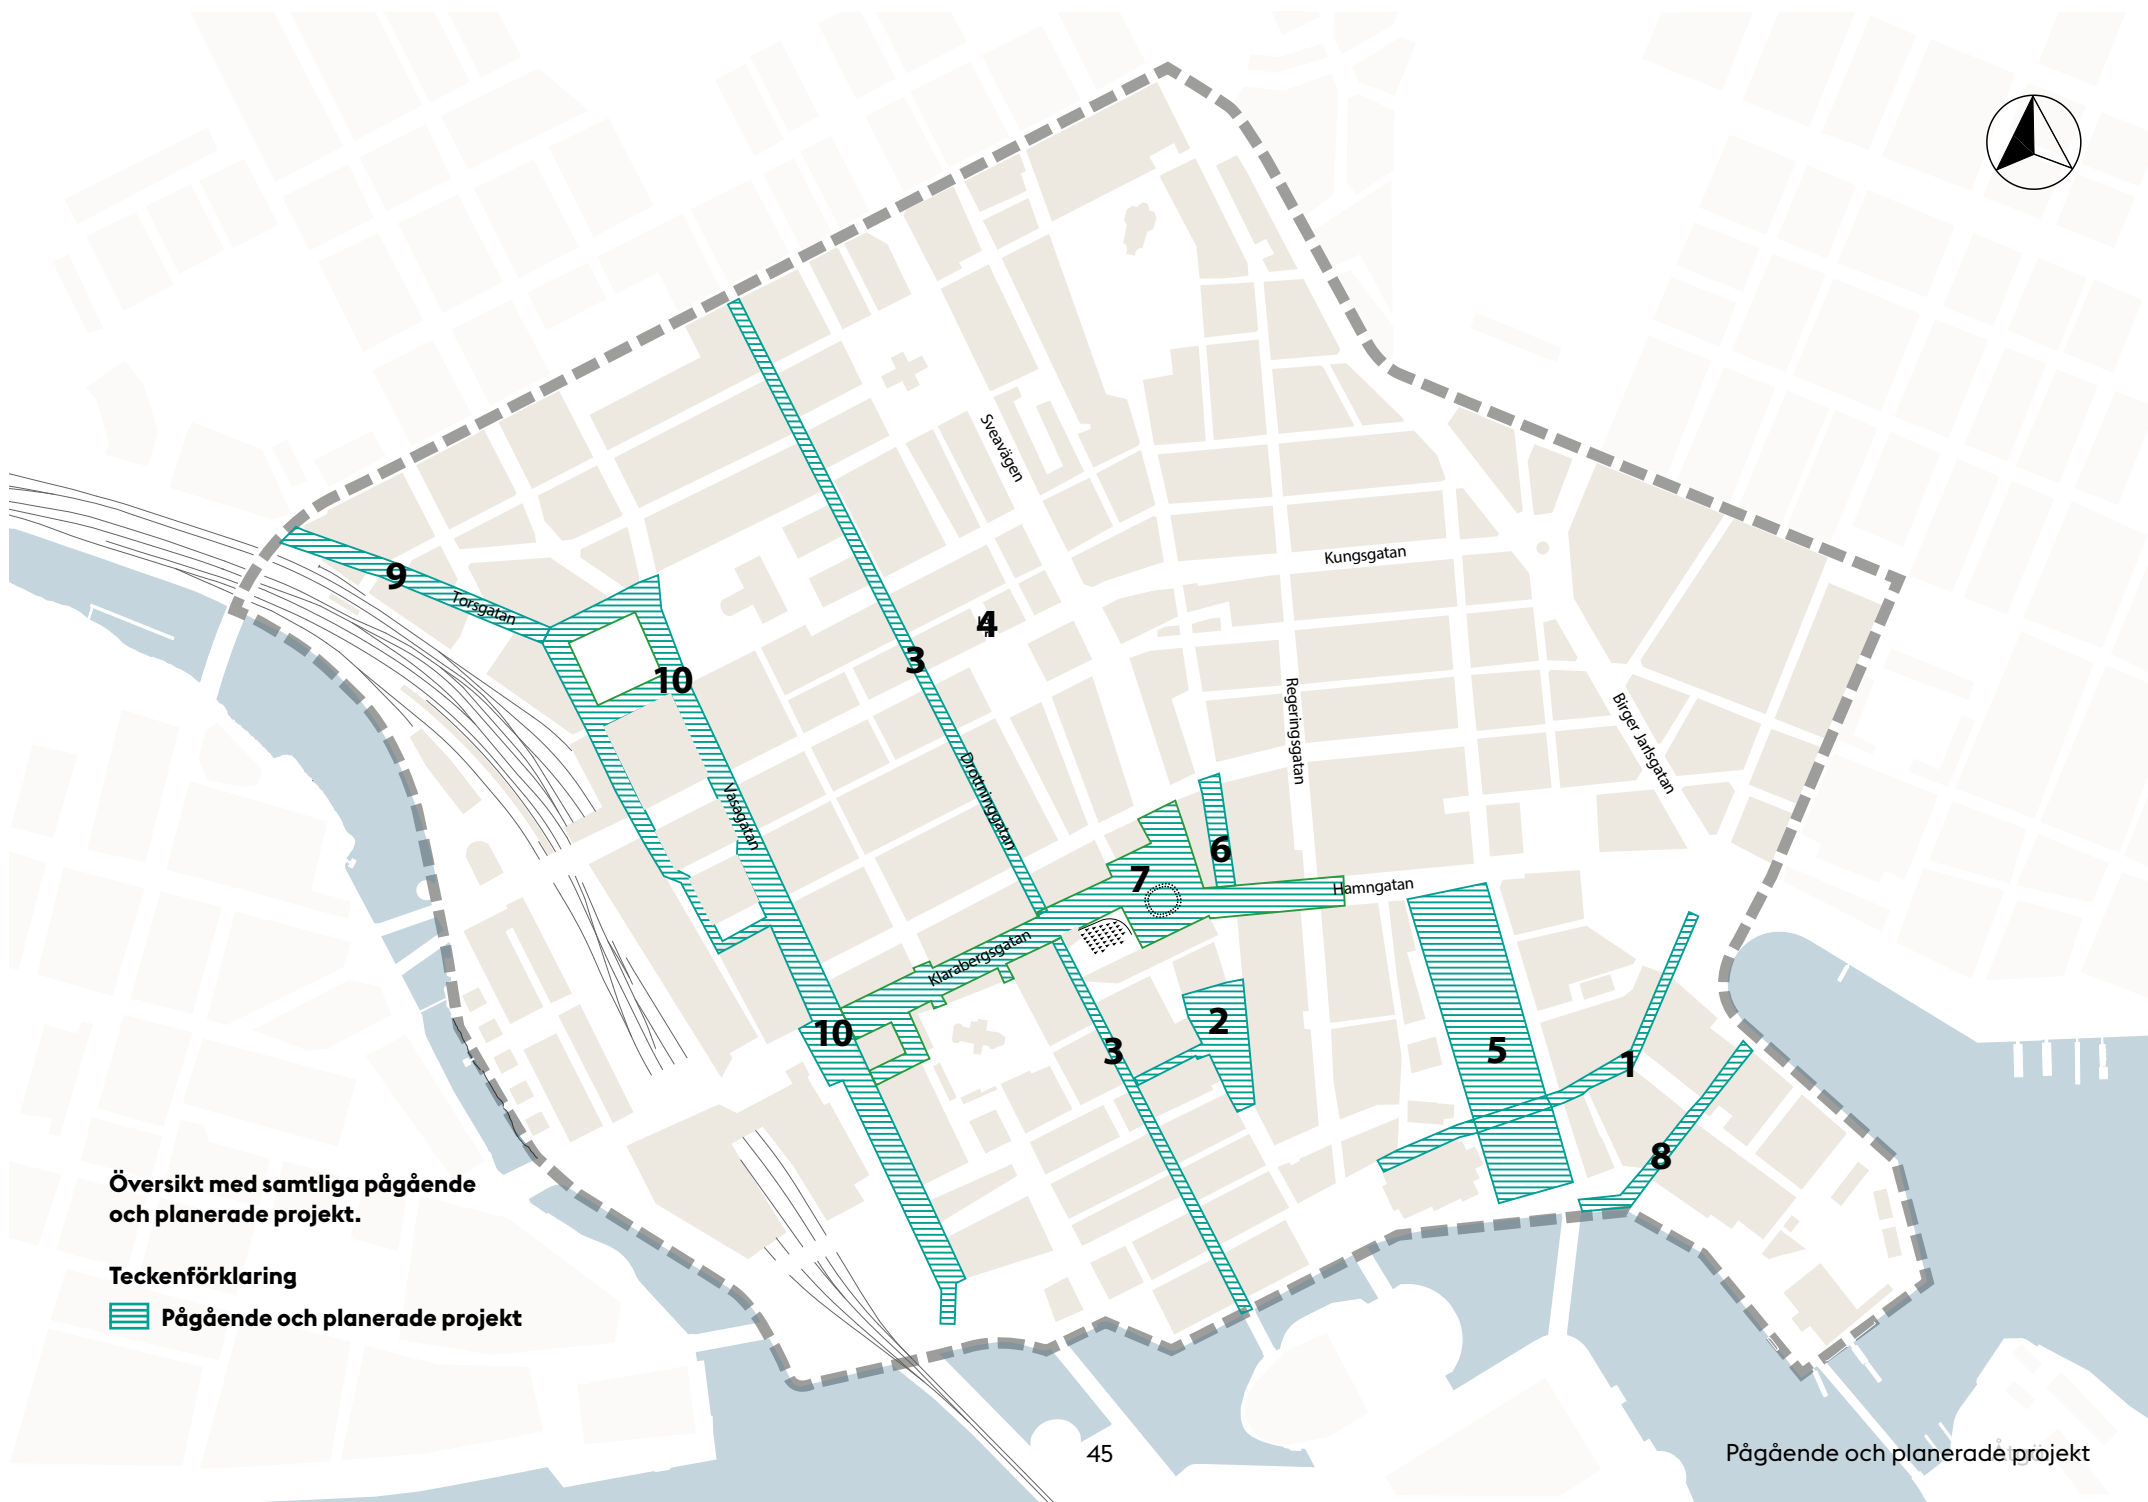 Sveavägen
Kungsgatan
9
Torsgatan
4
3
10
Regeringsgatan
Birger Jarlsgatan
Drottninggatan
Vasagatan
6
7
Hamngatan
Klarabergsgatan
10
2
3
5
1
8
Översikt med samtliga pågående
och planerade projekt.
Teckenförklaring
Pågående och planerade projekt
45
Pågående och planerade projekt